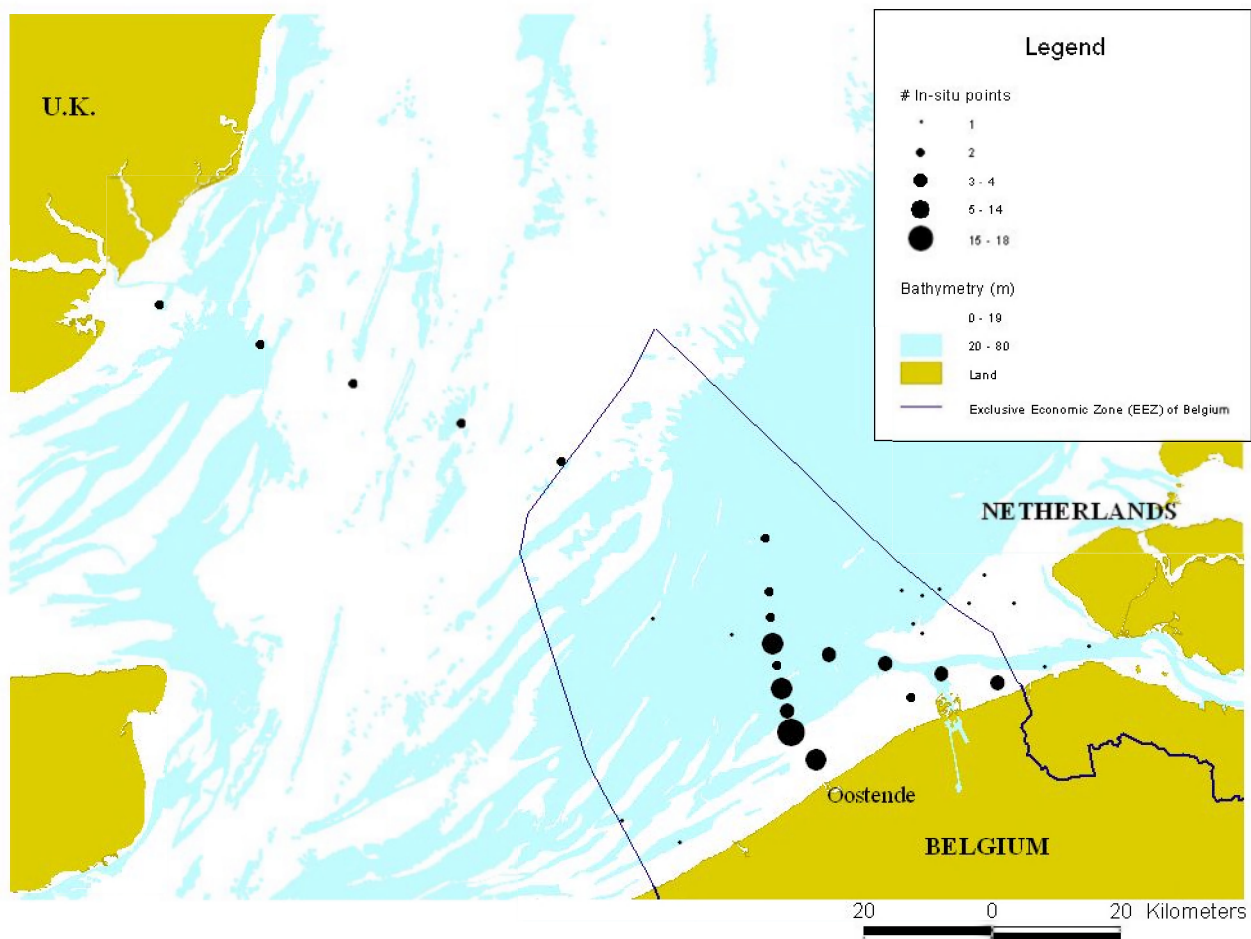 Legend
U.K.
# In-situ points
1
2
3 - 4
5 - 14
15 - 18
Bathymetry (m)
0 - 19
20 - 80
Land
Exclusive Economic Zone (EEZ) of Belgium
NETHERLANDS
Oostende
BELGIUM
20 0 20 Kilometers